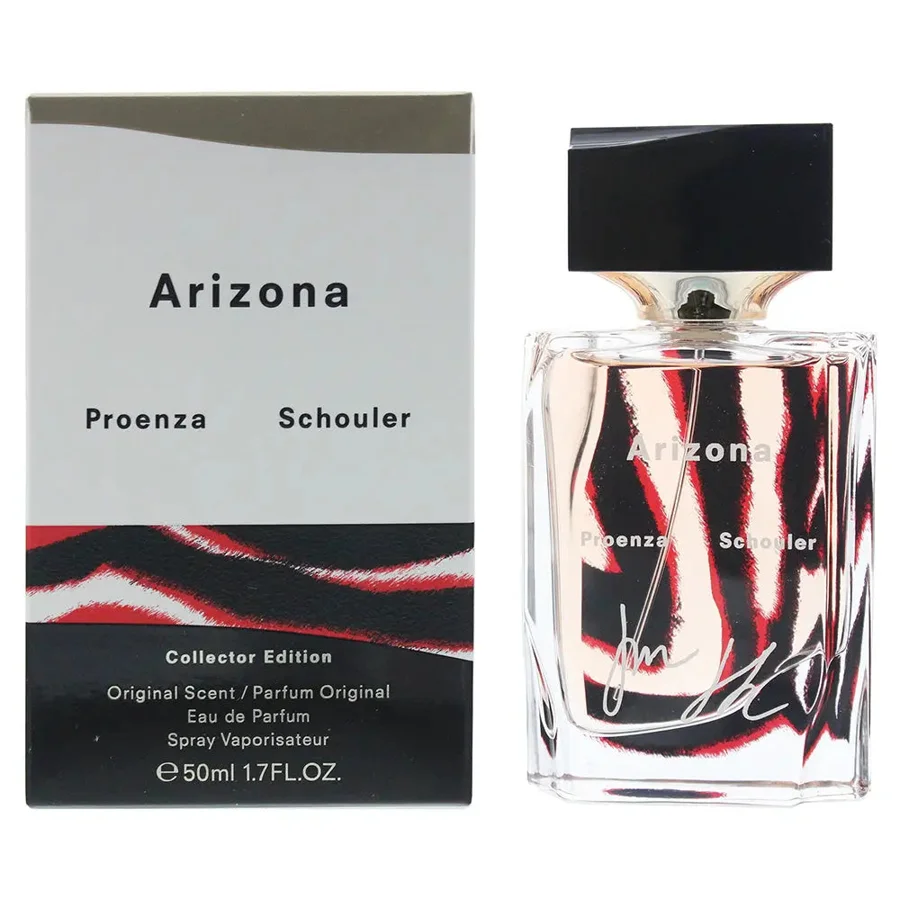 Arizona
Proenza Schouler
Collector Edition
Original Scent / Parfum Original
Eau de Parfum
Spray Vaporisateur
℮50ml 1.7FL.OZ.
Arizona
Proenza Schouler